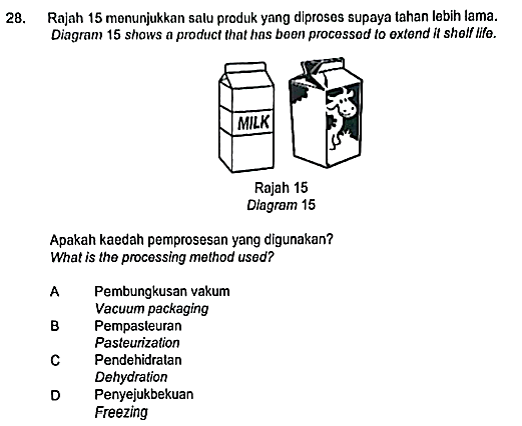 28. Rajah 15 menunjukkan satu produk yang diproses supaya tahan lebih lama.
Diagram 15 shows a product that has been processed to extend it shelf life.
MILK
Rajah 15
Diagram 15
Apakah kaedah pemprosesan yang digunakan?
What is the processing method used?
A Pembungkusan vakum
Vacuum packaging
B Pempasteuran
Pasteurization
C Pendehidratan
Dehydration
D Penyejukbekuan
Freezing